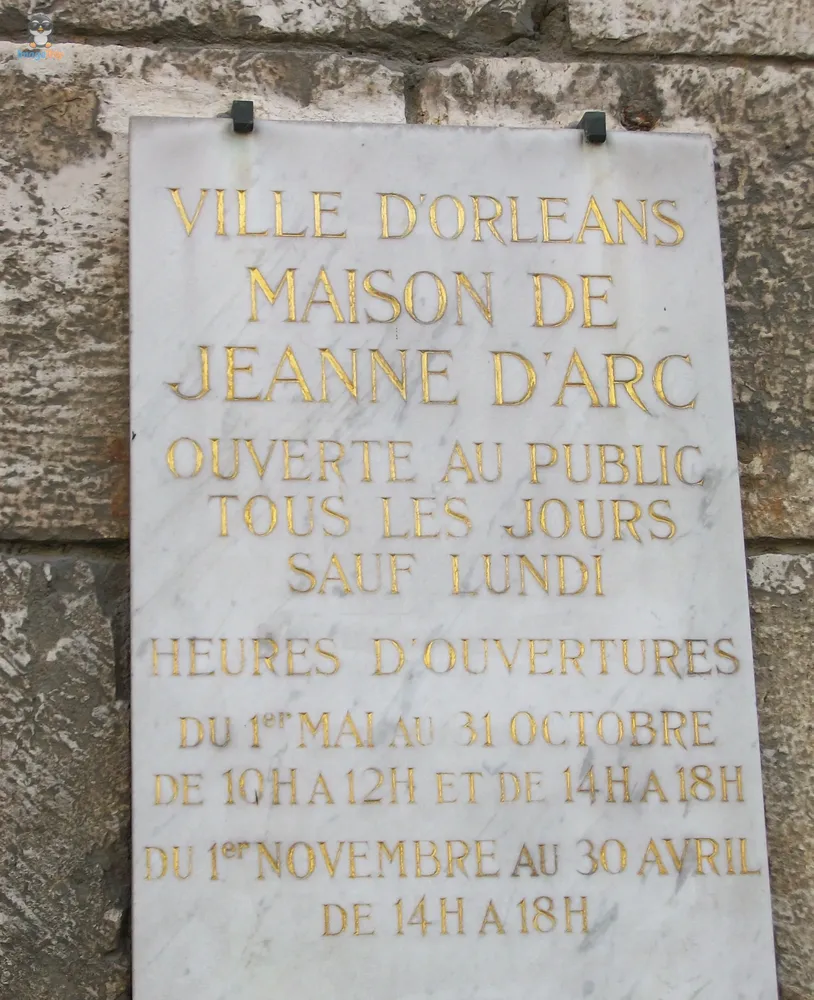 VILLE D'ORLEANS
MAISON DE
JEANNE D'ARC
OUVERTE AU PUBLIC
TOUS LES JOURS
SAUF LUNDI
HEURES D'OUVERTURES
DU 1er MAI AU 31 OCTOBRE
DE 10H A 12H ET DE 14H A 18H
DU 1er NOVEMBRE AU 30 AVRIL
DE 14H A 18H